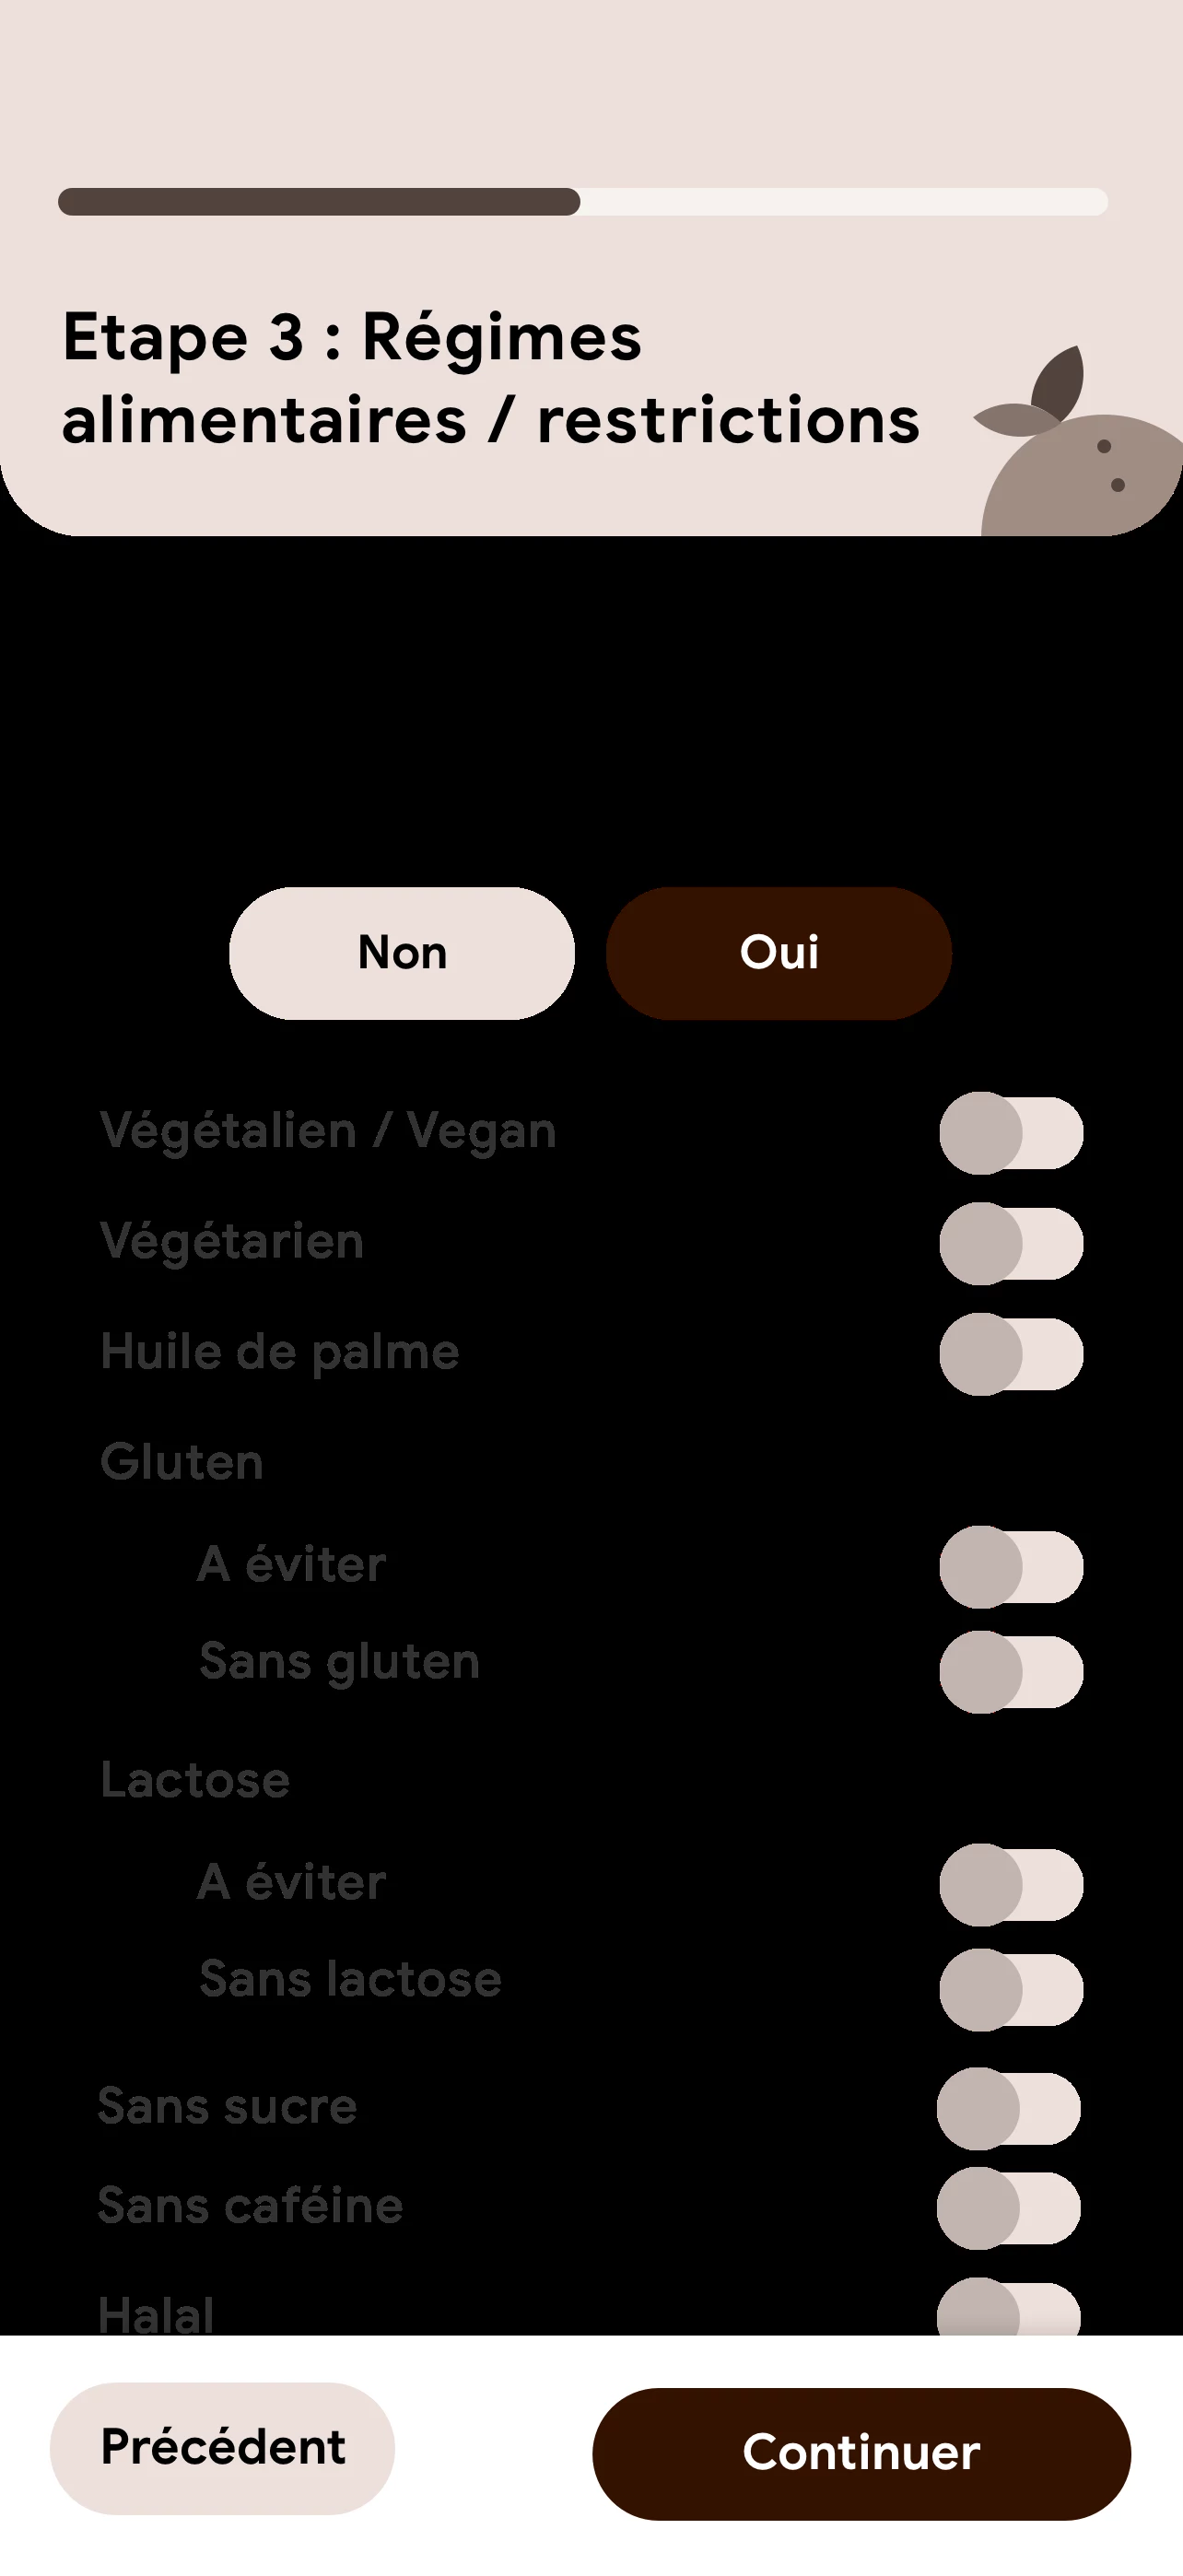 Etape 3 : Régimes
alimentaires / restrictions
Non
Oui
Végétalien / Vegan
Végétarien
Huile de palme
Gluten
A éviter
Sans gluten
Lactose
A éviter
Sans lactose
Sans sucre
Sans caféine
Halal
Précédent
Continuer